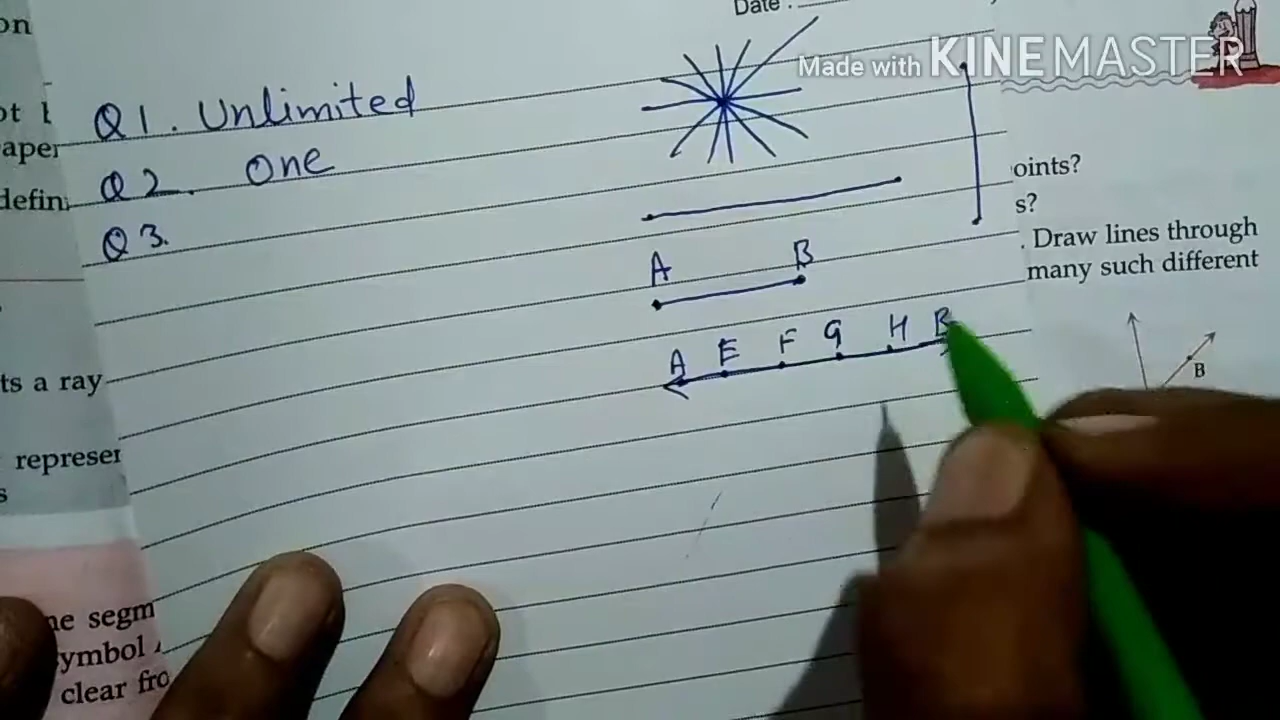 on
Date :
Made with KINEMASTER
Q1. Unlimited
Q2. One
Q3.
aper
defin
oints?
s?
. Draw lines through
many such different
A B
A E F G H B
B
ts a ray
represen
s
ne segm
ymbol
clear fro